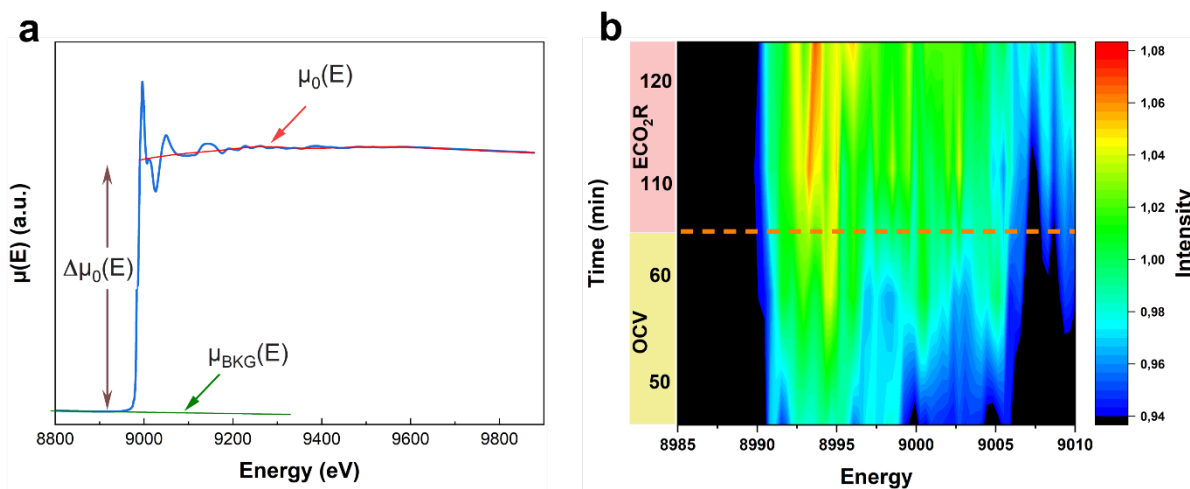 a
μ(E) (a.u.)
μ₀(E)
Δμ₀(E)
μBKG(E)
8800 9000 9200 9400 9600 9800
Energy (eV)
b
Time (min)
ECO₂R
OCV
120
110
60
50
8985 8990 8995 9000 9005 9010
Energy
1,08
1,06
1,04
1,02
1,00
0,98
0,96
0,94
Intensity